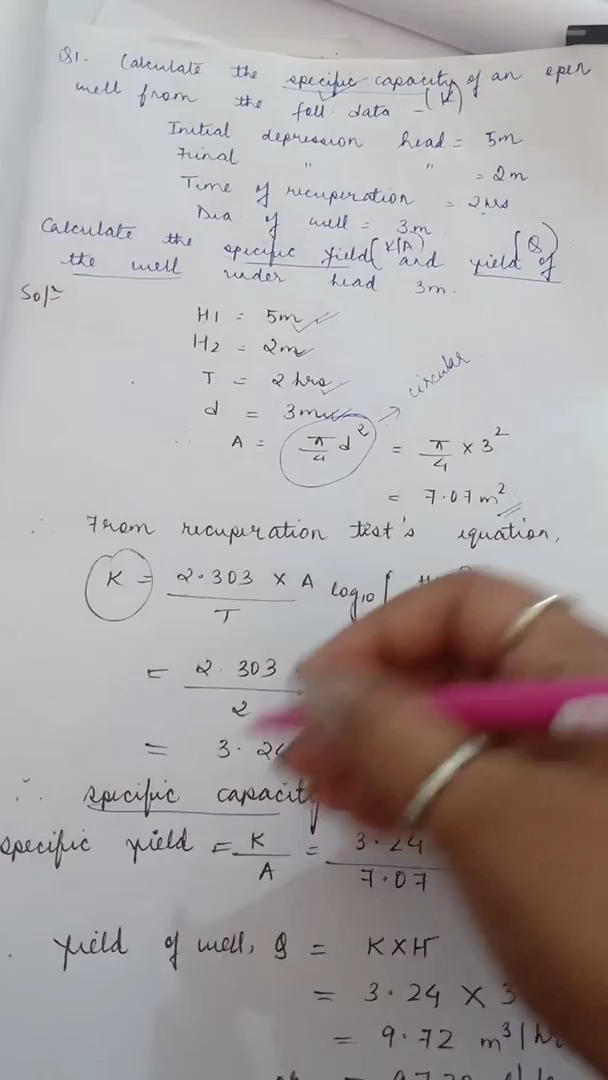 Q1. Calculate the specific capacity of an open
well from the foll. data - (K)
Initial depression head = 5m
Final " " = 2m
Time of recuperation = 2 Hrs
Dia. of well = 3m.
Calculate the specific yield (K/A) and yield (Q) of
the well under head 3m.
Sol:
H1 = 5m
H2 = 2m
T = 2 hrs
d = 3m
circular
∴ A = π/4 d² = π/4 × 3²
= 7.07 m²
∴ From recuperation test's equation,
K = 2.303 × A / T log10 [
= 2.303 / 2
= 3.24
∴ specific capacity
specific yield = K/A = 3.24 / 7.07
. Yield of well, Q = K×H
= 3.24 × 3
= 9.72 m³/hr